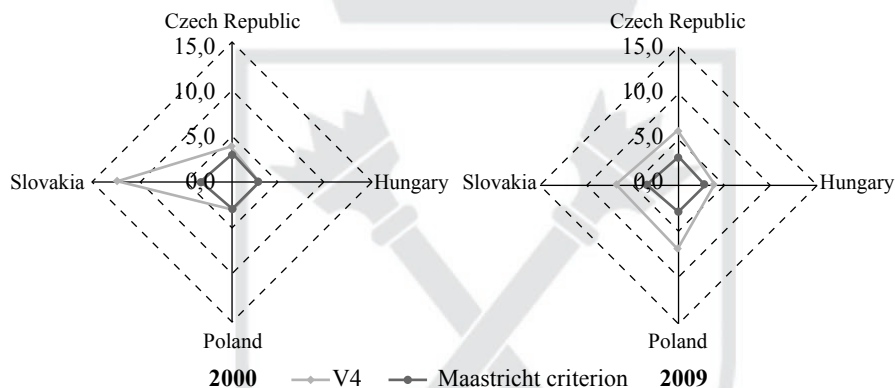 Czech Republic
15,0
10,0
5,0
0,0
Slovakia
Hungary
Poland
2000
Czech Republic
15,0
10,0
5,0
0,0
Slovakia
Hungary
Poland
2009
V4
Maastricht criterion